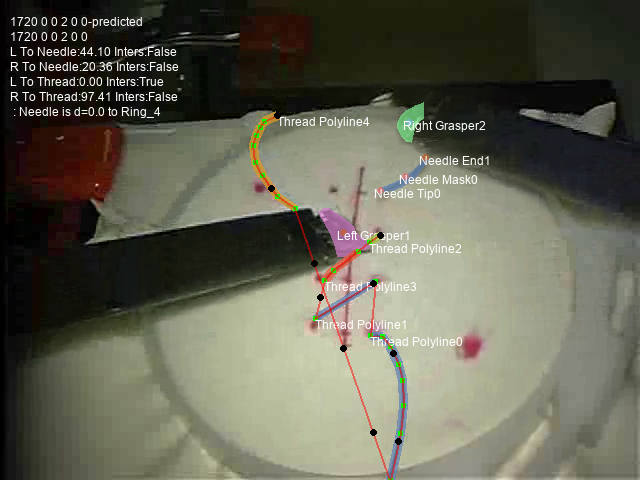 1720 0 0 2 0 0-predicted
1720 0 0 2 0 0
L To Needle:44.10 Inters:False
R To Needle:20.36 Inters:False
L To Thread:0.00 Inters:True
R To Thread:97.41 Inters:False
: Needle is d=0.0 to Ring_4
Thread Polyline4
Right Grasper2
Needle End1
Needle Mask0
Needle Tip0
Left Grasper1
Thread Polyline2
Thread Polyline3
Thread Polyline1
Thread Polyline0